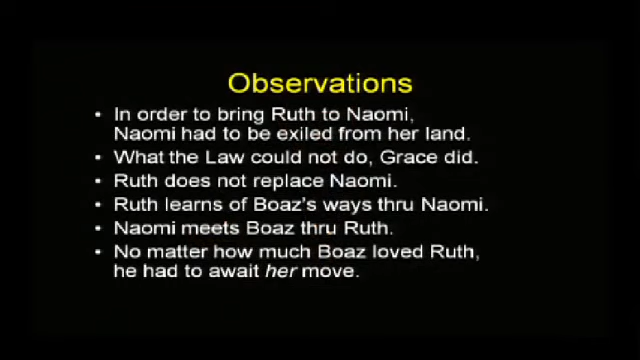 Observations
• In order to bring Ruth to Naomi,
Naomi had to be exiled from her land.
• What the Law could not do, Grace did.
• Ruth does not replace Naomi.
• Ruth learns of Boaz's ways thru Naomi.
• Naomi meets Boaz thru Ruth.
• No matter how much Boaz loved Ruth,
he had to await her move.